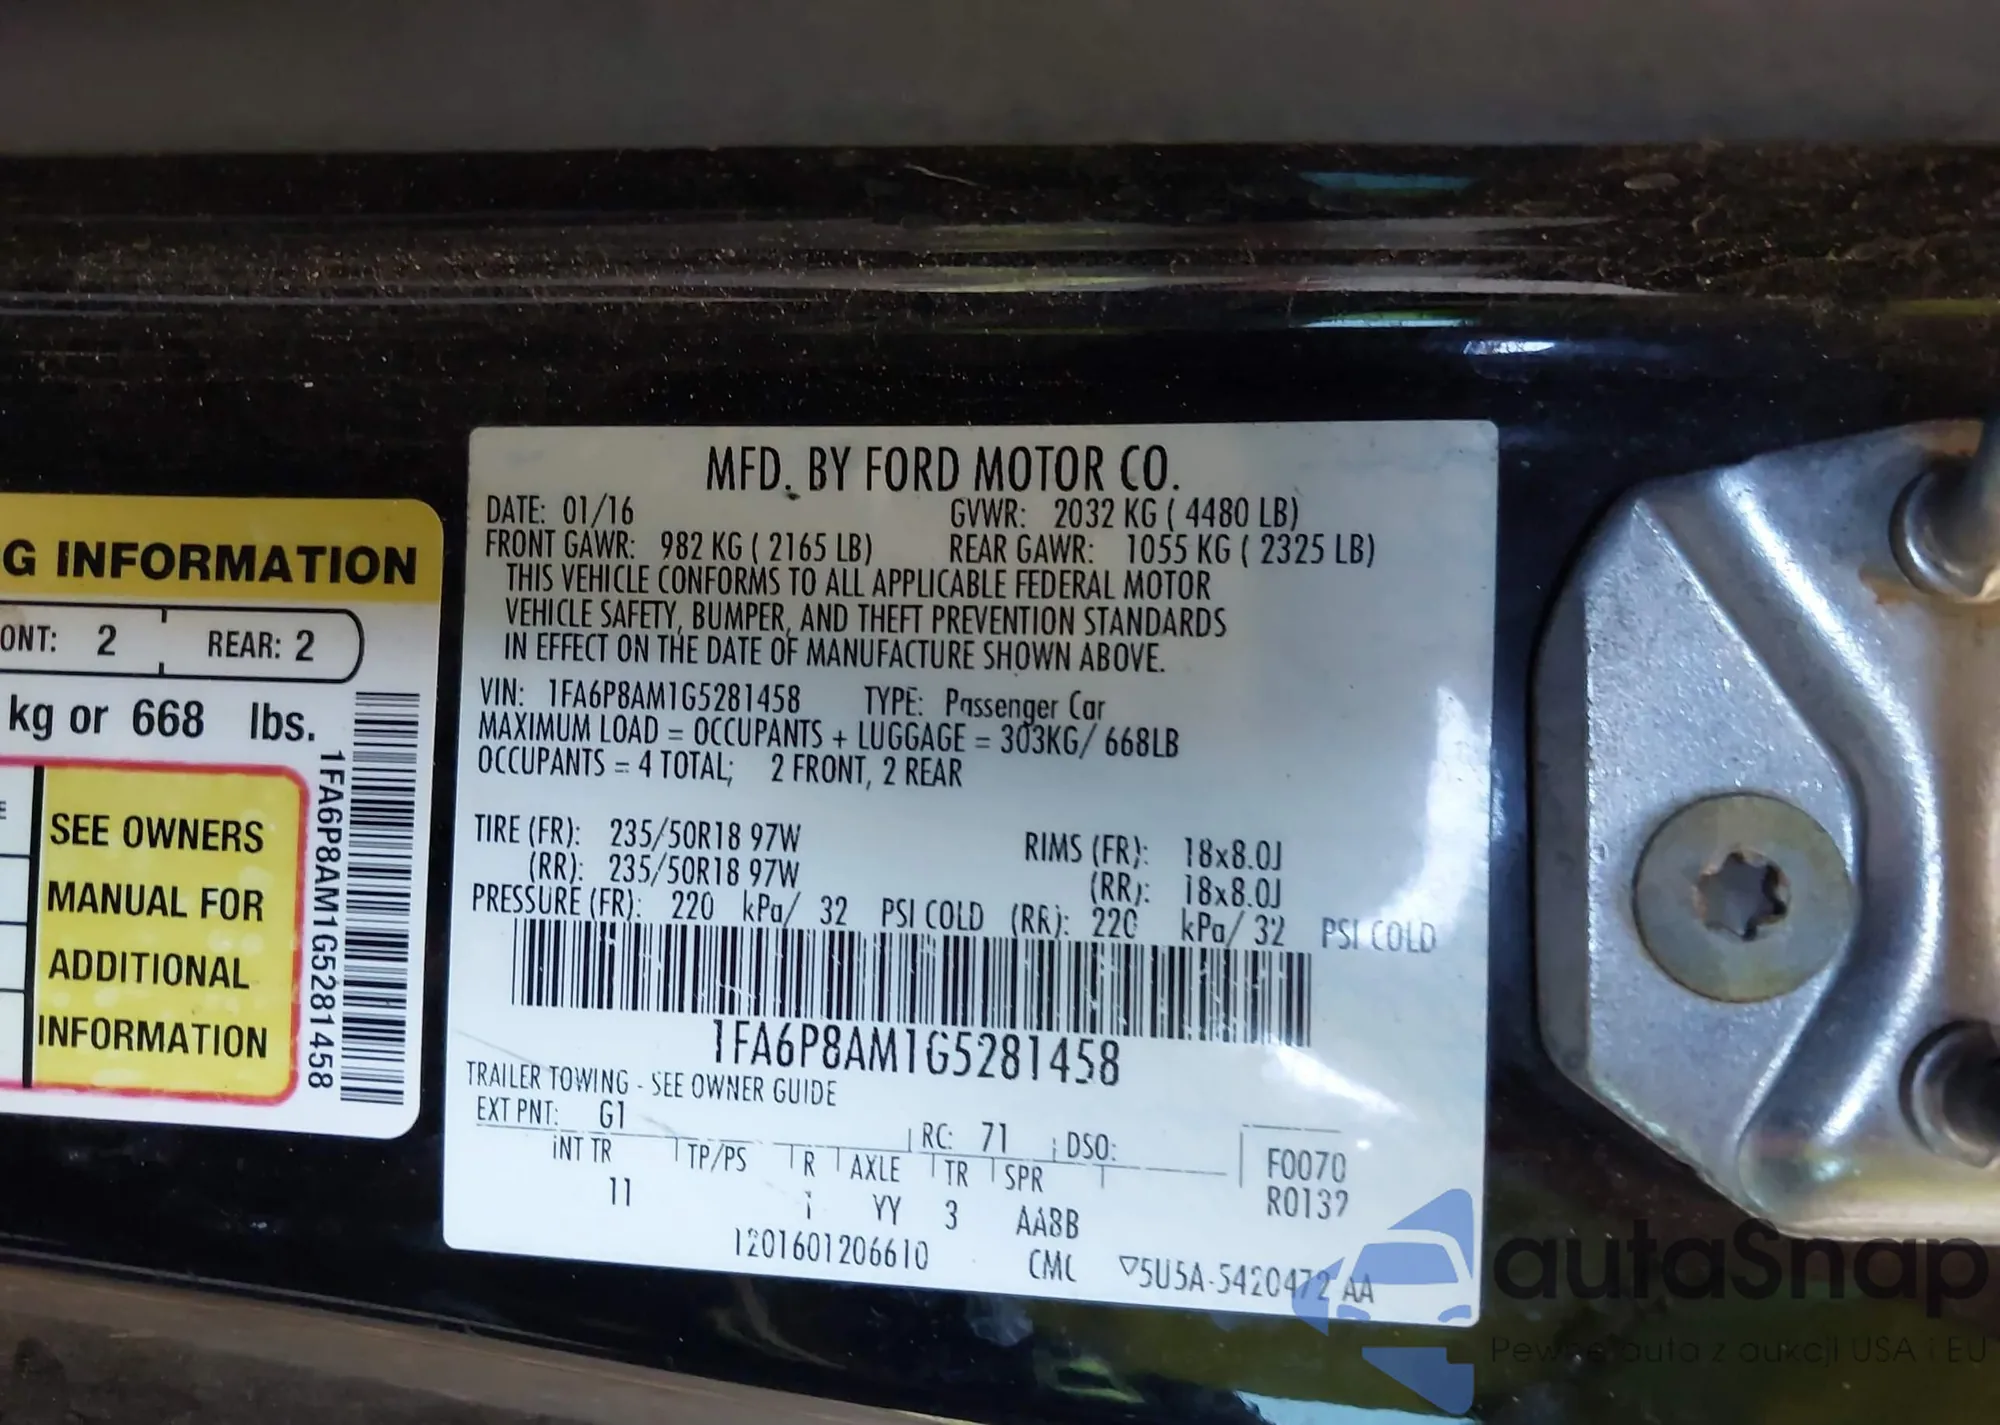 G INFORMATION
ONT: 2 REAR: 2
kg or 668 lbs.
SEE OWNERS
MANUAL FOR
ADDITIONAL
INFORMATION
1FA6P8AM1G5281458
MFD. BY FORD MOTOR CO.
DATE: 01/16 GVWR: 2032 KG ( 4480 LB)
FRONT GAWR: 982 KG ( 2165 LB) REAR GAWR: 1055 KG ( 2325 LB)
THIS VEHICLE CONFORMS TO ALL APPLICABLE FEDERAL MOTOR
VEHICLE SAFETY, BUMPER, AND THEFT PREVENTION STANDARDS
IN EFFECT ON THE DATE OF MANUFACTURE SHOWN ABOVE.
VIN: 1FA6P8AM1G5281458 TYPE: Passenger Car
MAXIMUM LOAD = OCCUPANTS + LUGGAGE = 303KG/ 668LB
OCCUPANTS = 4 TOTAL; 2 FRONT, 2 REAR
TIRE (FR): 235/50R18 97W RIMS (FR): 18x8.0J
(RR): 235/50R18 97W (RR): 18x8.0J
PRESSURE (FR): 220 kPa/ 32 PSI COLD (RR): 220 kPa/ 32 PSI COLD
1FA6P8AM1G5281458
TRAILER TOWING - SEE OWNER GUIDE
EXT PNT: G1 RC: 71 DSO:
INT TR TP/PS R AXLE TR SPR F0070
11 YY 3 AA8B
1201601206610 CMC ▽5U5A-5420472 AA
autaSnap
Pewne auta z aukcji USA i EU